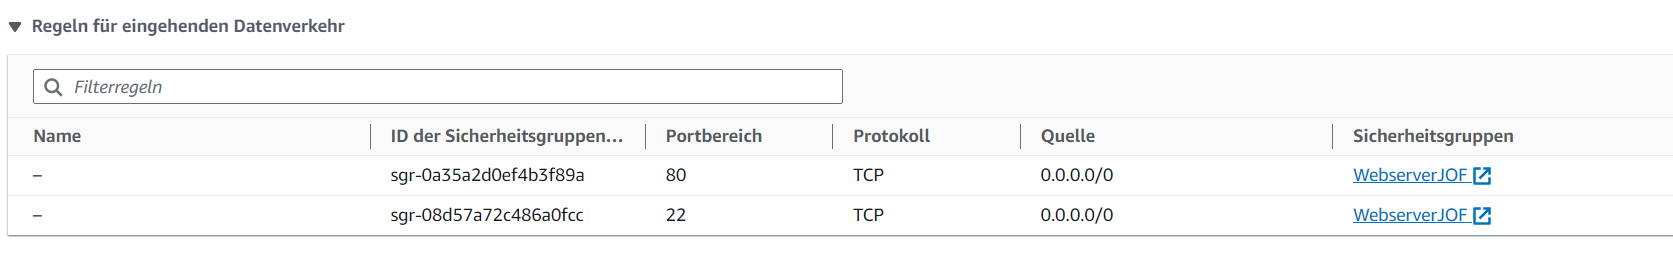 Regeln für eingehenden Datenverkehr
Filterregeln
Name ID der Sicherheitsgruppen... Portbereich Protokoll Quelle Sicherheitsgruppen
– sgr-0a35a2d0ef4b3f89a 80 TCP 0.0.0.0/0 WebserverJOF
– sgr-08d57a72c486a0fcc 22 TCP 0.0.0.0/0 WebserverJOF